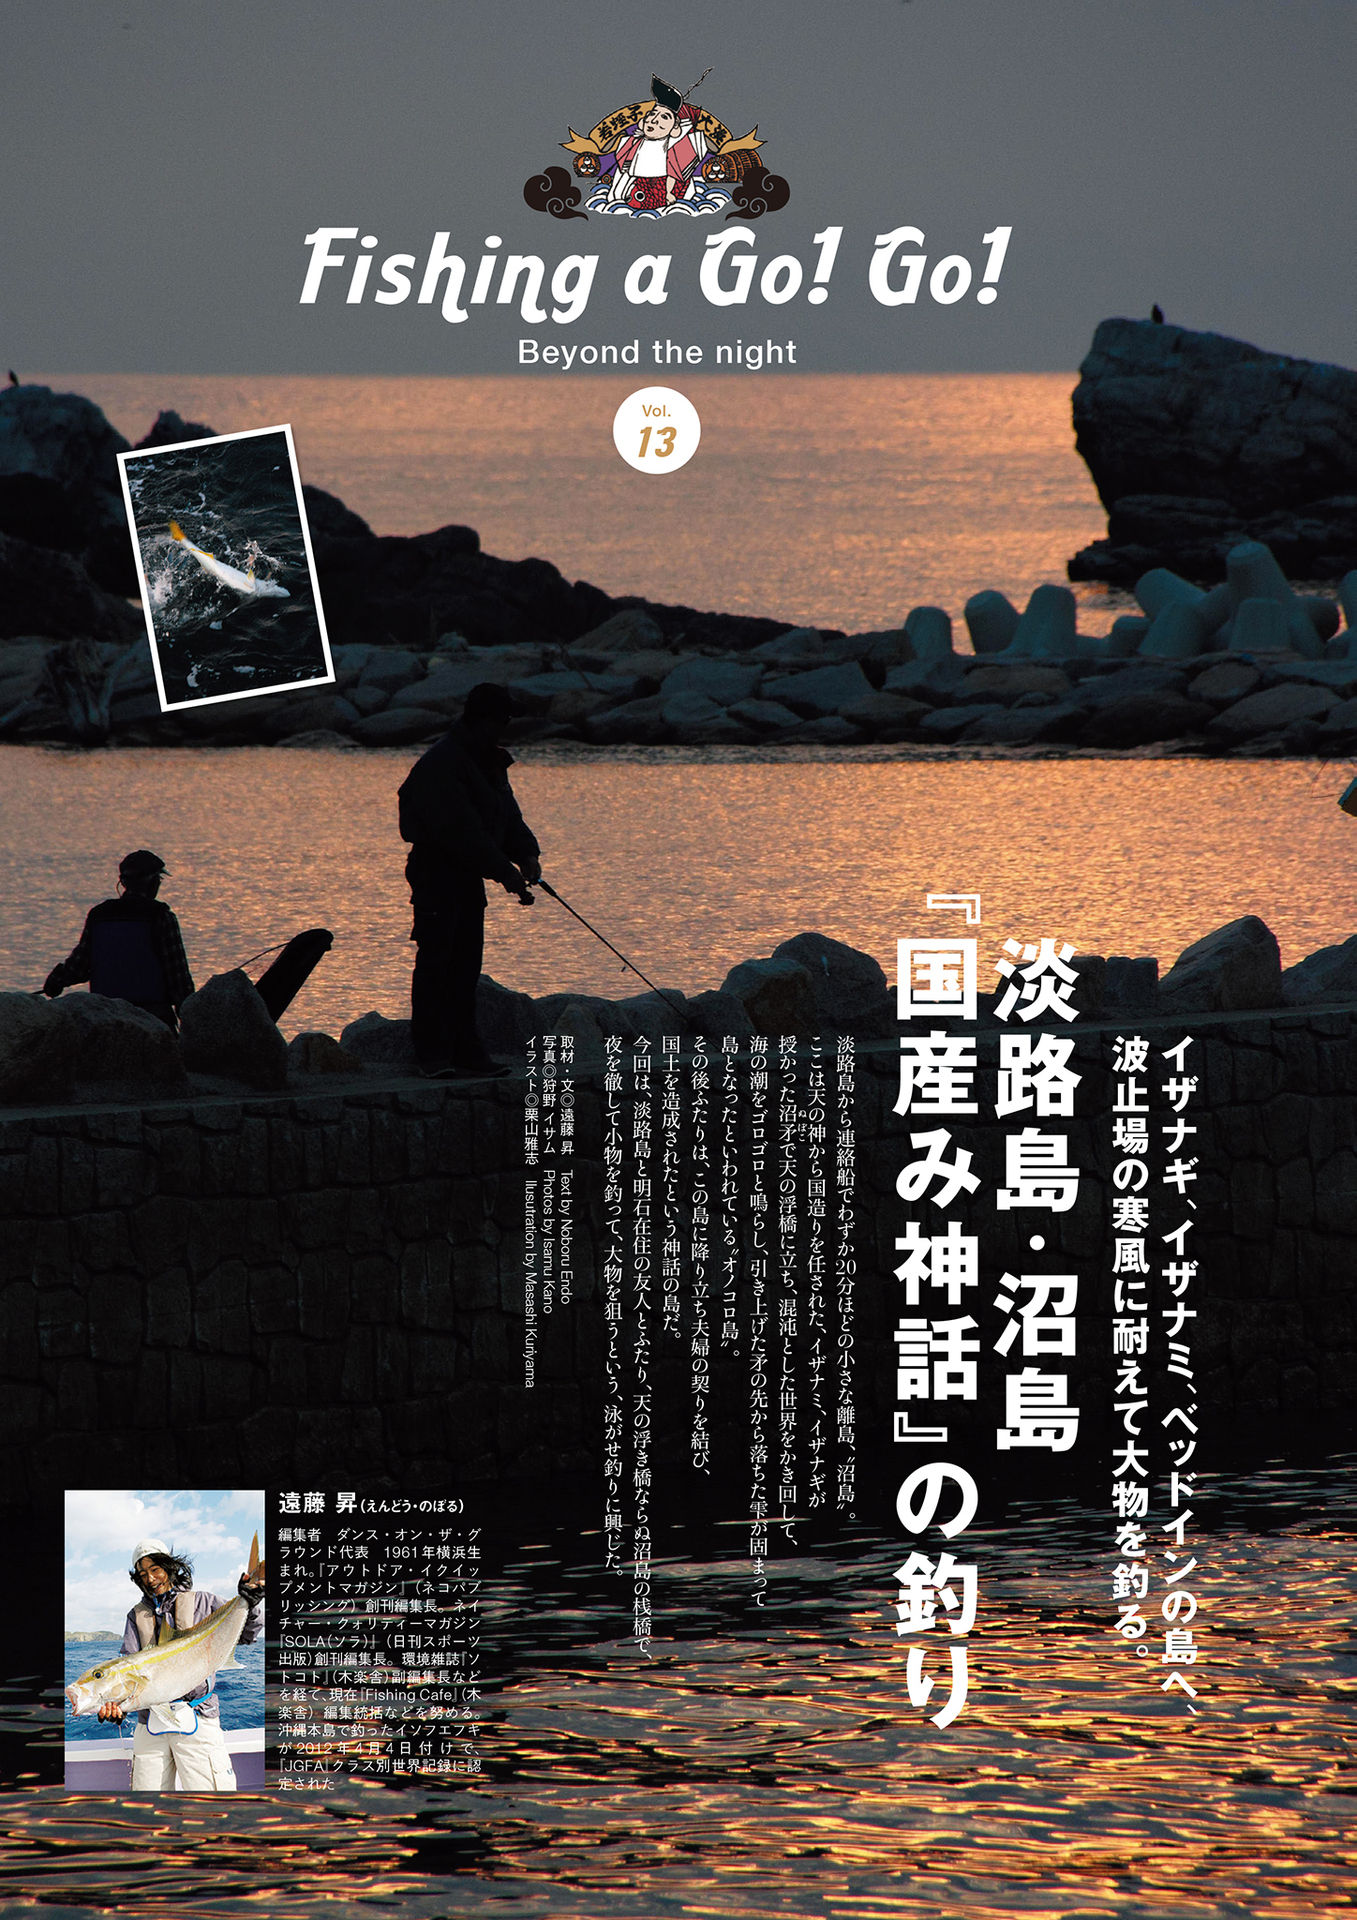 若蛭子
大漁
Fishing a Go! Go!
Beyond the night
Vol.
13
イザナギ、イザナミ、ベッドインの島へ、
波止場の寒風に耐えて大物を釣る。
淡路島・沼島
『国産み神話』の釣り
淡路島から連絡船でわずか20分ほどの小さな離島、〝沼島〟。
ここは天の神から国造りを任された、イザナミ、イザナギが
授かった沼矛で天の浮橋に立ち、混沌とした世界をかき回して、
ぬぼこ
海の潮をゴロゴロと鳴らし、引き上げた矛の先から落ちた雫が固まって
島となったといわれている〝オノコロ島〟。
その後ふたりは、この島に降り立ち夫婦の契りを結び、
国土を造成されたという神話の島だ。
今回は、淡路島と明石在住の友人とふたり、天の浮き橋ならぬ沼島の桟橋で、
夜を徹して小物を釣って、大物を狙うという、泳がせ釣りに興じた。
取材・文◎遠藤 昇 Text by Noboru Endo
写真◎狩野イサム Photos by Isamu Kano
イラスト◎栗山雅志 Ilusutration by Masashi Kuriyama
遠藤 昇(えんどう・のぼる)
編集者 ダンス・オン・ザ・グ
ラウンド代表 1961年横浜生
まれ。『アウトドア・イクイッ
プメントマガジン』(ネコパブ
リッシング)創刊編集長。ネイ
チャー・クォリティーマガジン
『SOLA(ソラ)』(日刊スポーツ
出版)創刊編集長。環境雑誌『ソ
トコト』(木楽舎)副編集長など
を経て、現在『Fishing Cafe』(木
楽舎)編集統括などを努める。
沖縄本島で釣ったイソフエフキ
が2012年4月4日付けで、
『JGFA』クラス別世界記録に認
定された